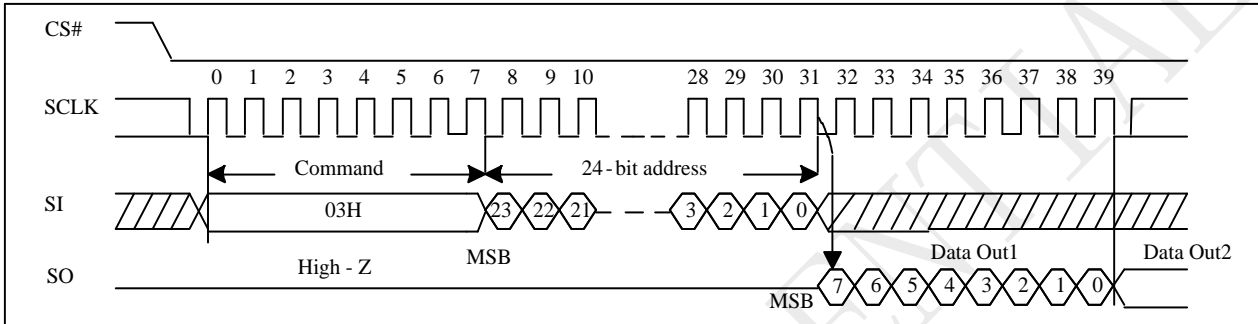 CS#
0 1 2 3 4 5 6 7 8 9 10 28 29 30 31 32 33 34 35 36 37 38 39
SCLK
Command 24-bit address
SI 03H 23 22 21 3 2 1 0
MSB Data Out1 Data Out2
High - Z
SO MSB 7 6 5 4 3 2 1 0